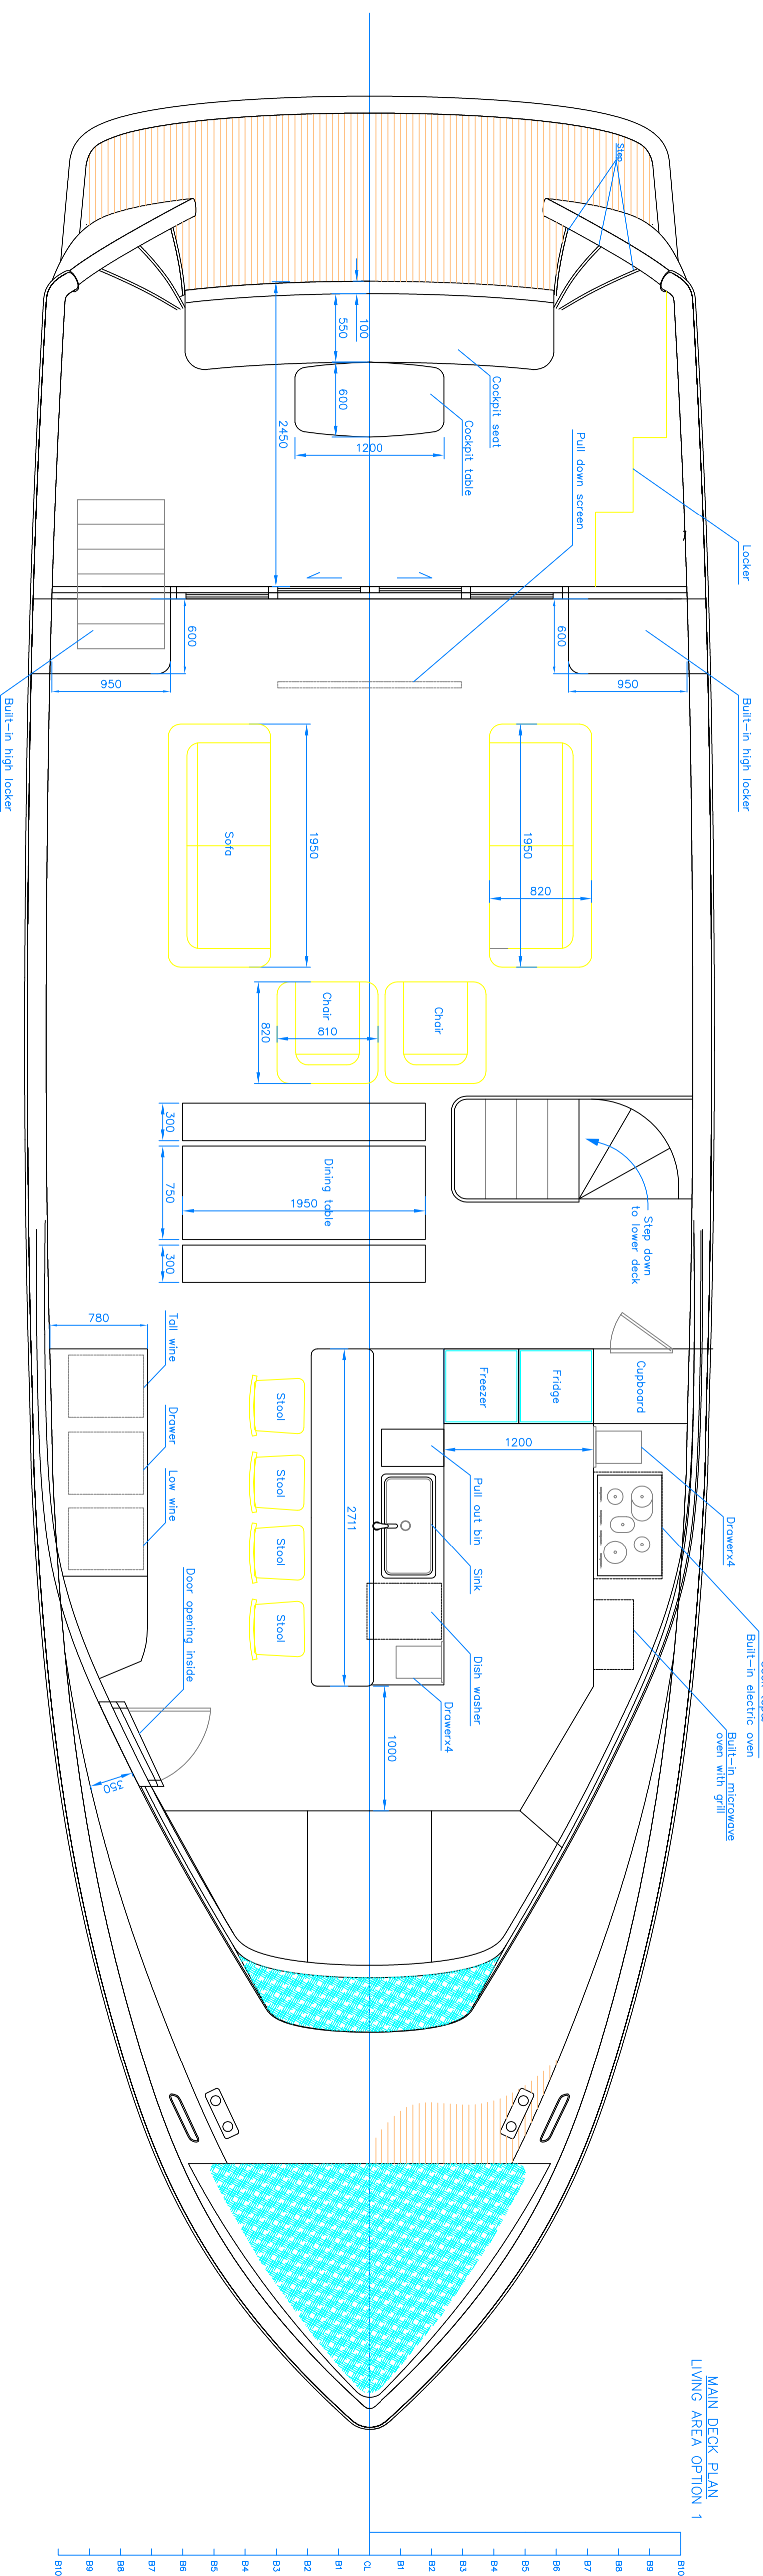 MAIN DECK PLAN
LIVING AREA OPTION 1
Step
100
550
600
2450
1200
Cockpit seat
Cockpit table
Pull down screen
Locker
600
600
950
950
Built-in high locker
Built-in high locker
1950
1950
820
Sofa
Chair
Chair
810
820
300
750
300
Dining table
1950
Step down
to lower deck
780
Tall wine
Drawer
Low wine
Stool
Stool
Stool
Stool
2711
Freezer
Fridge
Cupboard
1200
Pull out bin
Sink
Dish washer
Drawerx4
Drawerx4
Built-in electric oven
Built-in microwave
oven with grill
Door opening inside
350
1000
B10
B9
B8
B7
B6
B5
B4
B3
B2
B1
CL
B1
B2
B3
B4
B5
B6
B7
B8
B9
B10